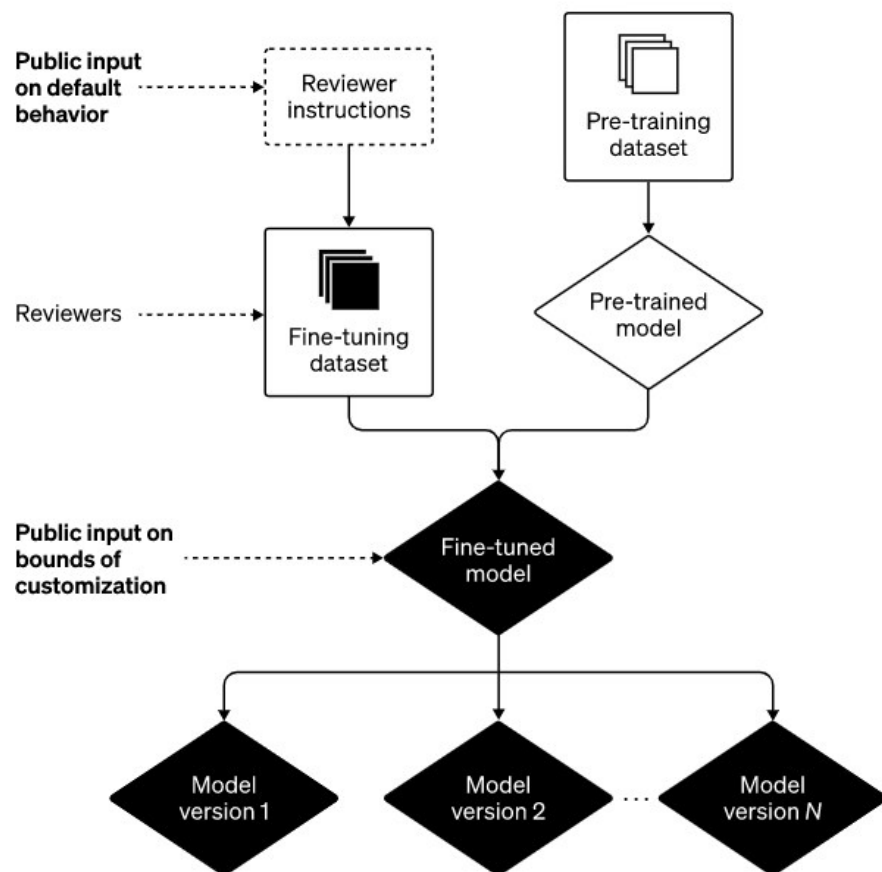 Public input
on default
behavior
Reviewer
instructions
Pre-training
dataset
Reviewers
Fine-tuning
dataset
Pre-trained
model
Public input on
bounds of
customization
Fine-tuned
model
Model
version 1
Model
version 2
...
Model
version N